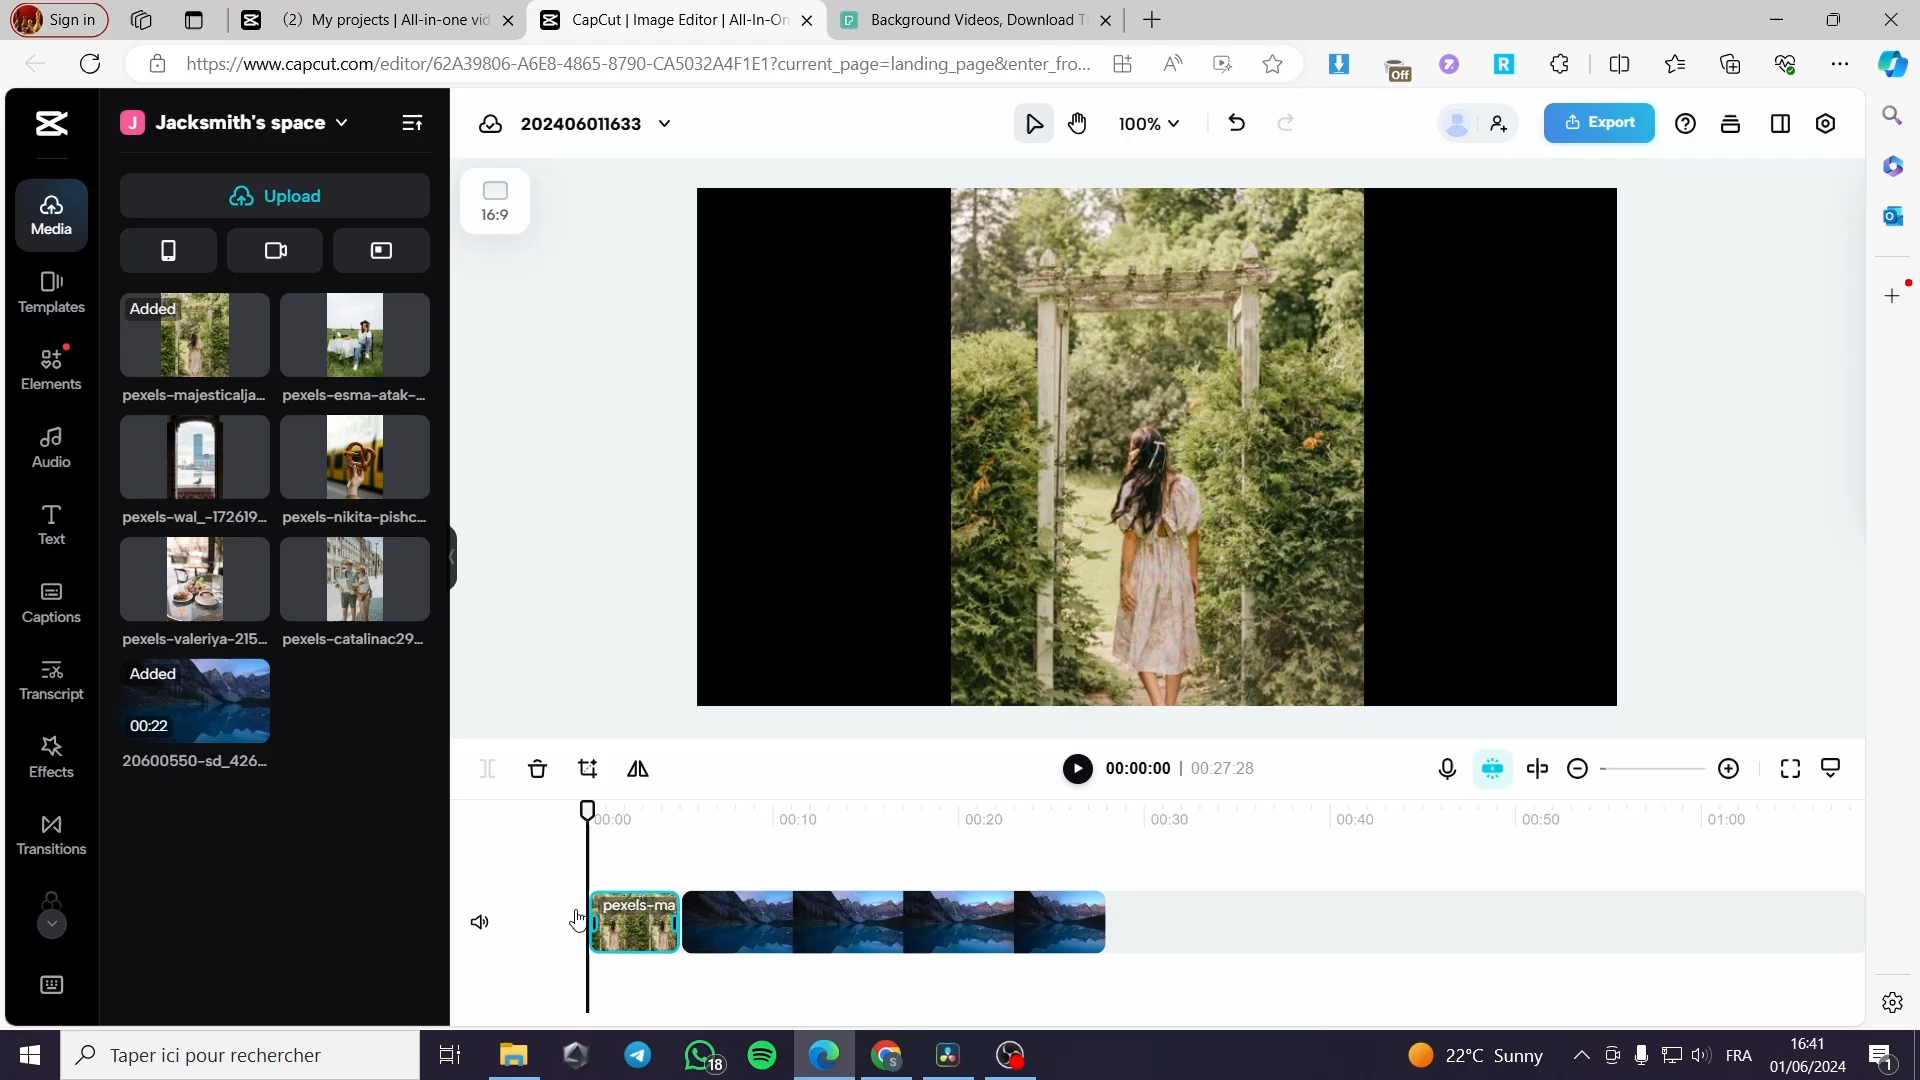 Sign in
(2) My projects | All-in-one vid
CapCut | Image Editor | All-In-On
Background Videos, Download T
https://www.capcut.com/editor/62A39806-A6E8-4865-8790-CA5032A4F1E1?current_page=landing_page&enter_fro...
Off
J Jacksmith's space
202406011633
100%
Export
Upload
16:9
Media
Templates
Elements
Audio
Text
Captions
Transcript
Effects
Transitions
Added
pexels-majesticalja...
pexels-esma-atak-...
pexels-wal_-172619...
pexels-nikita-pishc...
pexels-valeriya-215...
pexels-catalinac29...
Added
00:22
20600550-sd_426...
00:00:00 | 00:27:28
00:00
00:10
00:20
00:30
00:40
00:50
01:00
pexels-ma
Taper ici pour rechercher
18
22°C Sunny
FRA
16:41
01/06/2024
1